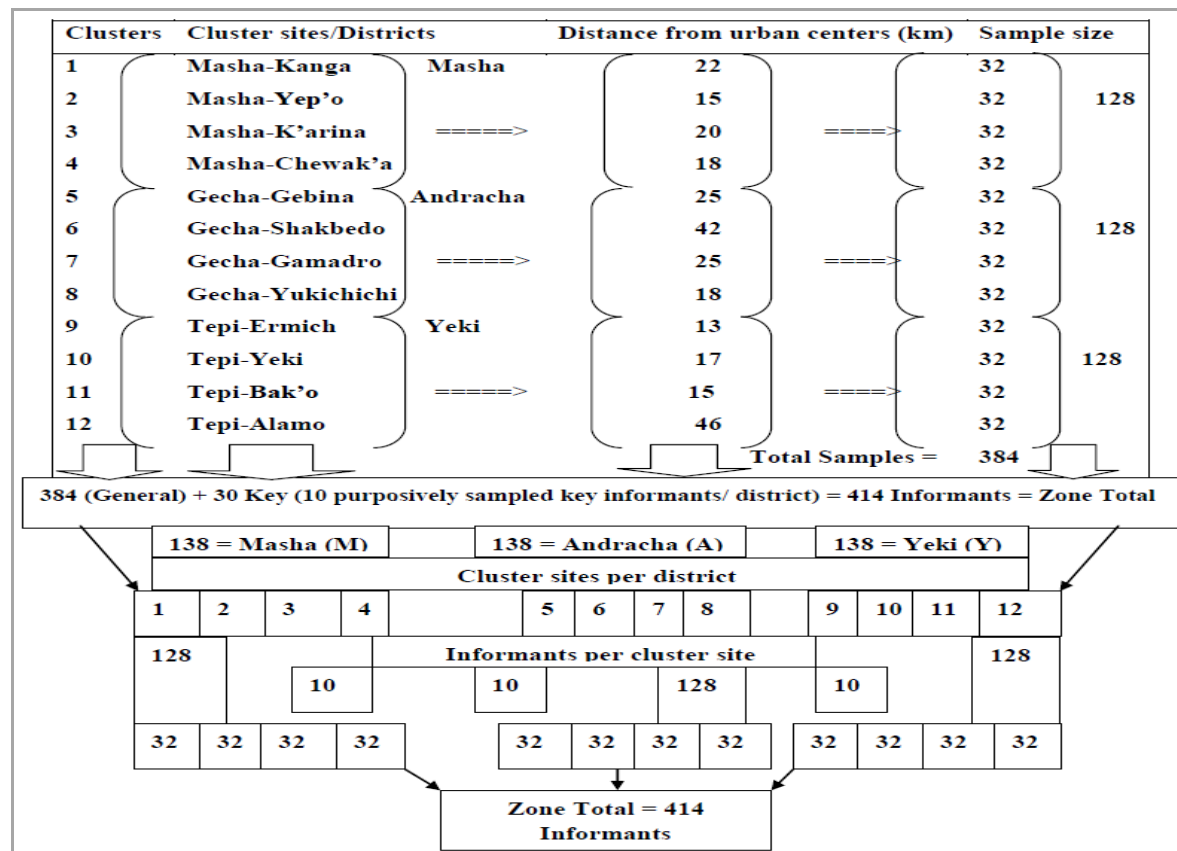 Clusters Cluster sites/Districts Distance from urban centers (km) Sample size
1 Masha-Kanga Masha 22 32
2 Masha-Yep’o 15 32 128
3 Masha-K’arina =====> 20 ====> 32
4 Masha-Chewak’a 18 32
5 Gecha-Gebina Andracha 25 32
6 Gecha-Shakbedo 42 32 128
7 Gecha-Gamadro =====> 25 ====> 32
8 Gecha-Yukichichi 18 32
9 Tepi-Ermich Yeki 13 32
10 Tepi-Yeki 17 32 128
11 Tepi-Bak’o =====> 15 ====> 32
12 Tepi-Alamo 46 32
Total Samples = 384
384 (General) + 30 Key (10 purposively sampled key informants/ district) = 414 Informants = Zone Total
138 = Masha (M) 138 = Andracha (A) 138 = Yeki (Y)
Cluster sites per district
1 2 3 4 5 6 7 8 9 10 11 12
128 Informants per cluster site 128
10 10 128 10
32 32 32 32 32 32 32 32 32 32 32 32
Zone Total = 414
Informants